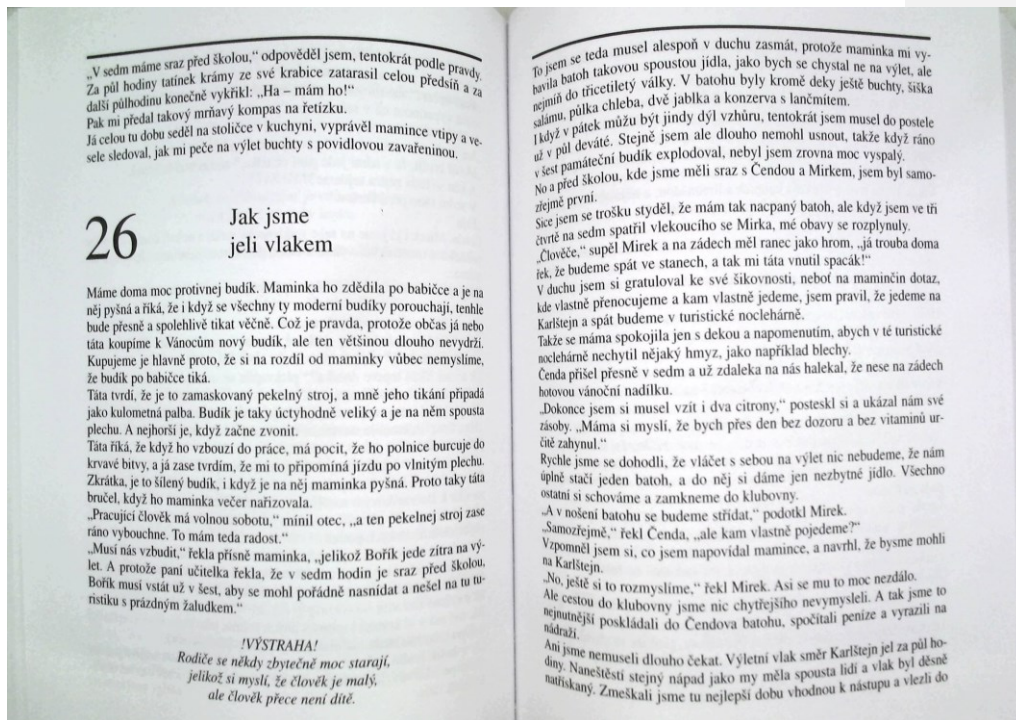 „V sedm máme sraz před školou,“ odpověděl jsem, tentokrát podle pravdy.
Za půl hodiny tatínek krámy ze své krabice zatarasil celou předsíň a za
další půlhodinu konečně vykřikl: „Ha – mám ho!“
Pak mi předal takový mrňavý kompas na řetízku.
Já celou tu dobu seděl na stoličce v kuchyni, vyprávěl mamince vtipy a ve-
sele sledoval, jak mi peče na výlet buchty s povidlovou zavařeninou.
26
Jak jsme
jeli vlakem
Máme doma moc protivnej budík. Maminka ho zdědila po babičce a je na
něj pyšná a říká, že i když se všechny ty moderní budíky porouchají, tenhle
bude přesně a spolehlivě tikat věčně. Což je pravda, protože občas já nebo
táta koupíme k Vánocům nový budík, ale ten většinou dlouho nevydrží.
Kupujeme je hlavně proto, že si na rozdíl od maminky vůbec nemyslíme,
že budík po babičce tiká.
Táta tvrdí, že je to zamaskovaný pekelný stroj, a mně jeho tikání připadá
jako kulometná palba. Budík je taky úctyhodně veliký a je na něm spousta
plechu. A nejhorší je, když začne zvonit.
Táta říká, že když ho vzbouzí do práce, má pocit, že ho polnice burcuje do
krvavé bitvy, a já zase tvrdím, že mi to připomíná jízdu po vlnitým plechu.
Zkrátka, je to šílený budík, i když je na něj maminka pyšná. Proto taky táta
bručel, když ho maminka večer nařizovala.
„Pracující člověk má volnou sobotu,“ mínil otec, „a ten pekelnej stroj zase
ráno vybouchne. To mám teda radost.“
„Musí nás vzbudit,“ řekla přísně maminka, „jelikož Bořík jede zítra na vý-
let. A protože paní učitelka řekla, že v sedm hodin je sraz před školou,
Bořík musí vstát už v šest, aby se mohl pořádně nasnídat a nešel na tu tu-
ristiku s prázdným žaludkem.“
!VÝSTRAHA!
Rodiče se někdy zbytečně moc starají,
jelikož si myslí, že člověk je malý,
ale člověk přece není dítě.
To jsem se teda musel alespoň v duchu zasmát, protože maminka mi vy-
bavila batoh takovou spoustou jídla, jako bych se chystal ne na výlet, ale
nejmíň do třicetiletý války. V batohu byly kromě deky ještě buchty, šiška
salámu, půlka chleba, dvě jablka a konzerva s lančmítem.
I když v pátek můžu být jindy dýl vzhůru, tentokrát jsem musel do postele
už v půl deváté. Stejně jsem ale dlouho nemohl usnout, takže když ráno
v šest památeční budík explodoval, nebyl jsem zrovna moc vyspalý.
No a před školou, kde jsme měli sraz s Čendou a Mirkem, jsem byl samo-
zřejmě první.
Sice jsem se trošku styděl, že mám tak nacpaný batoh, ale když jsem ve tři
čtvrtě na sedm spatřil vlekoucího se Mirka, mé obavy se rozplynuly.
„Člověče,“ supěl Mirek a na zádech měl ranec jako hrom, „já trouba doma
řek, že budeme spát ve stanech, a tak mi táta vnutil spacák!“
V duchu jsem si gratuloval ke své šikovnosti, neboť na maminčin dotaz,
kde vlastně přenocujeme a kam vlastně jedeme, jsem pravil, že jedeme na
Karlštejn a spát budeme v turistické noclehárně.
Takže se máma spokojila jen s dekou a napomenutím, abych v té turistické
noclehárně nechytil nějaký hmyz, jako například blechy.
Čenda přišel přesně v sedm a už zdaleka na nás halekal, že nese na zádech
hotovou vánoční nadílku.
„Dokonce jsem si musel vzít i dva citrony,“ posteskl si a ukázal nám své
zásoby. „Máma si myslí, že bych přes den bez dozoru a bez vitaminů ur-
čitě zahynul.“
Rychle jsme se dohodli, že vláčet s sebou na výlet nic nebudeme, že nám
úplně stačí jeden batoh, a do něj si dáme jen nezbytné jídlo. Všechno
ostatní si schováme a zamkneme do klubovny.
„A v nošení batohu se budeme střídat,“ podotkl Mirek.
„Samozřejmě,“ řekl Čenda, „ale kam vlastně pojedeme?“
Vzpomněl jsem si, co jsem napovídal mamince, a navrhl, že bysme mohli
na Karlštejn.
„No, ještě si to rozmyslíme,“ řekl Mirek. Asi se mu to moc nezdálo.
Ale cestou do klubovny jsme nic chytřejšího nevymysleli. A tak jsme to
nejnutnější poskládali do Čendova batohu, spočítali peníze a vyrazili na
nádraží.
Ani jsme nemuseli dlouho čekat. Výletní vlak směr Karlštejn jel za půl ho-
diny. Naneštěstí stejný nápad jako my měla spousta lidí a vlak byl děsně
natřískaný. Zmeškali jsme tu nejlepší dobu vhodnou k nástupu a vlezli do